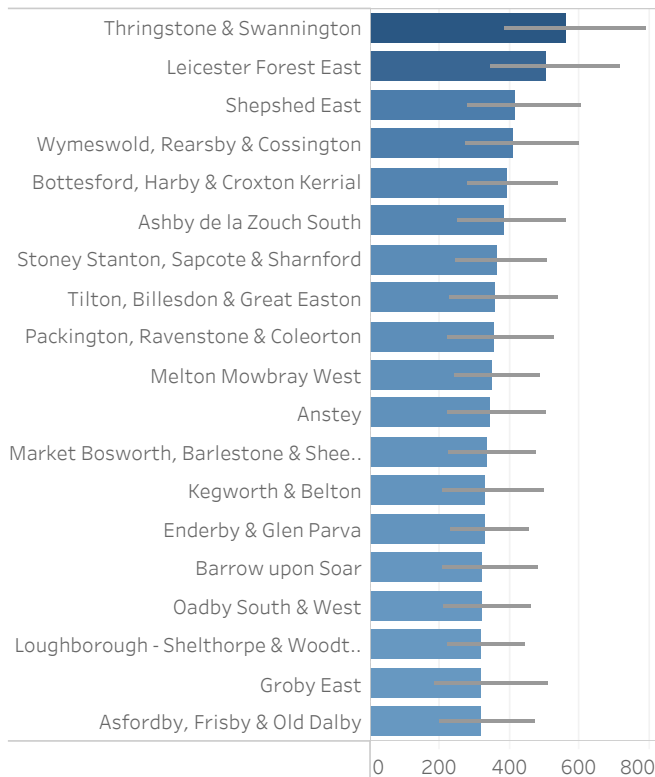 Thringstone & Swannington
Leicester Forest East
Shepshed East
Wymeswold, Rearsby & Cossington
Bottesford, Harby & Croxton Kerrial
Ashby de la Zouch South
Stoney Stanton, Sapcote & Sharnford
Tilton, Billesdon & Great Easton
Packington, Ravenstone & Coleorton
Melton Mowbray West
Anstey
Market Bosworth, Barlestone & Shee..
Kegworth & Belton
Enderby & Glen Parva
Barrow upon Soar
Oadby South & West
Loughborough - Shelthorpe & Woodt..
Groby East
Asfordby, Frisby & Old Dalby
0 200 400 600 800